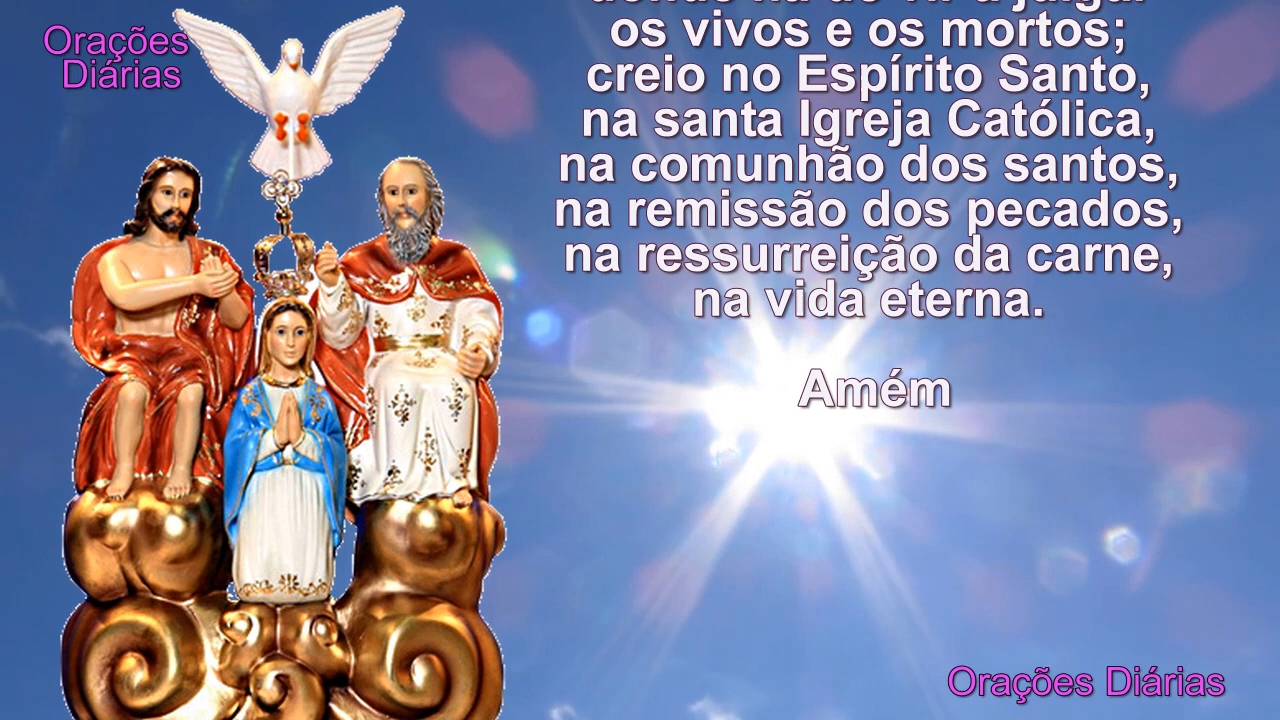 Orações
Diárias
os vivos e os mortos;
creio no Espírito Santo,
na santa Igreja Católica,
na comunhão dos santos,
na remissão dos pecados,
na ressurreição da carne,
na vida eterna.
Amém
Orações Diárias